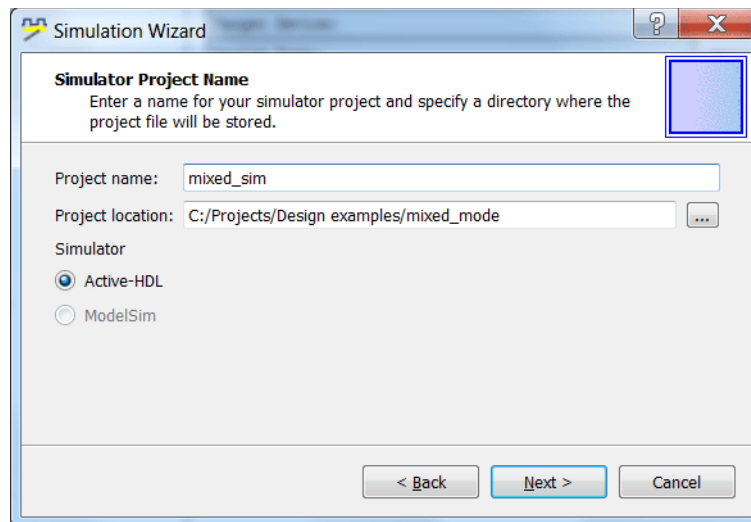 Simulation Wizard
Simulator Project Name
Enter a name for your simulator project and specify a directory where the
project file will be stored.
Project name: mixed_sim
Project location: C:/Projects/Design examples/mixed_mode ...
Simulator
Active-HDL
ModelSim
< Back Next > Cancel